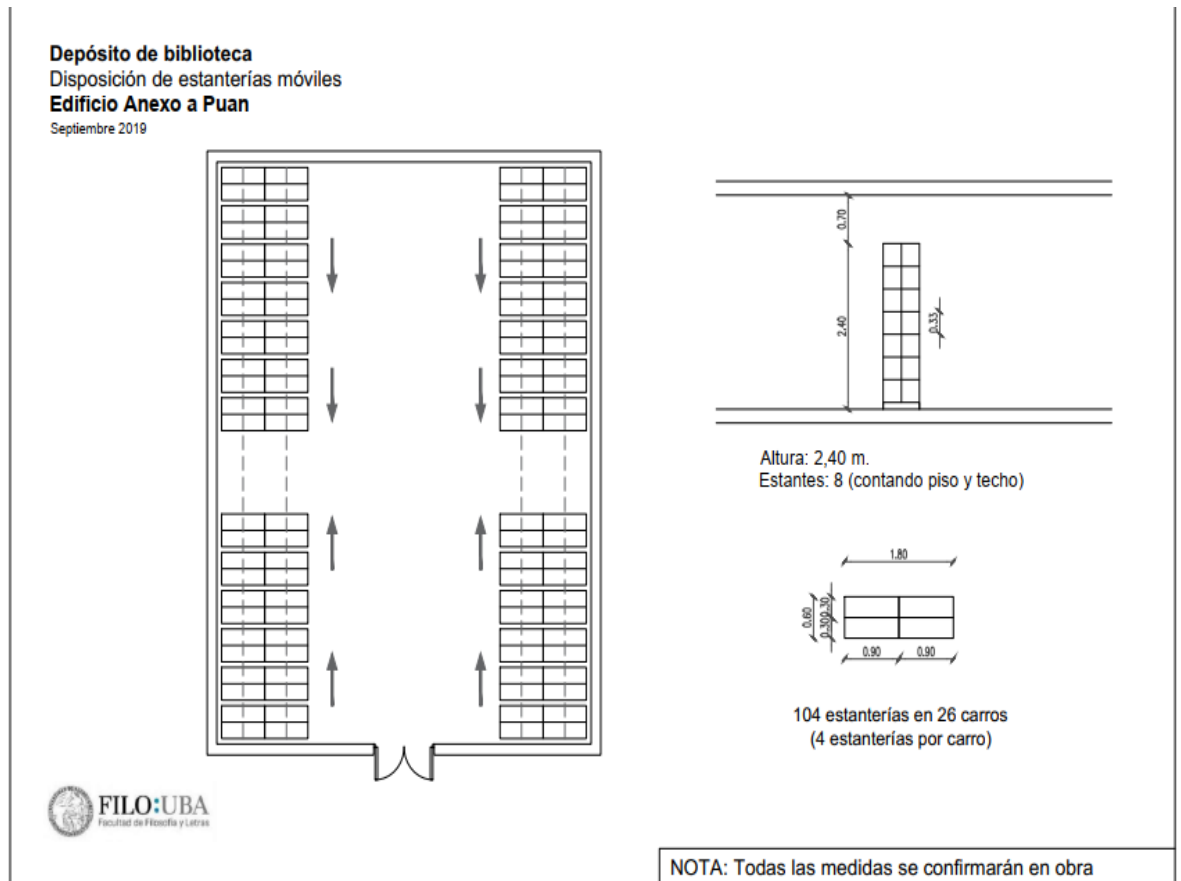 Depósito de biblioteca
Disposición de estanterías móviles
Edificio Anexo a Puan
Septiembre 2019
0.70
2.40
0.33
Altura: 2,40 m.
Estantes: 8 (contando piso y techo)
1.80
0.60
0.30
0.30
0.90
0.90
104 estanterías en 26 carros
(4 estanterías por carro)
FILO:UBA
Facultad de Filosofía y Letras
NOTA: Todas las medidas se confirmarán en obra